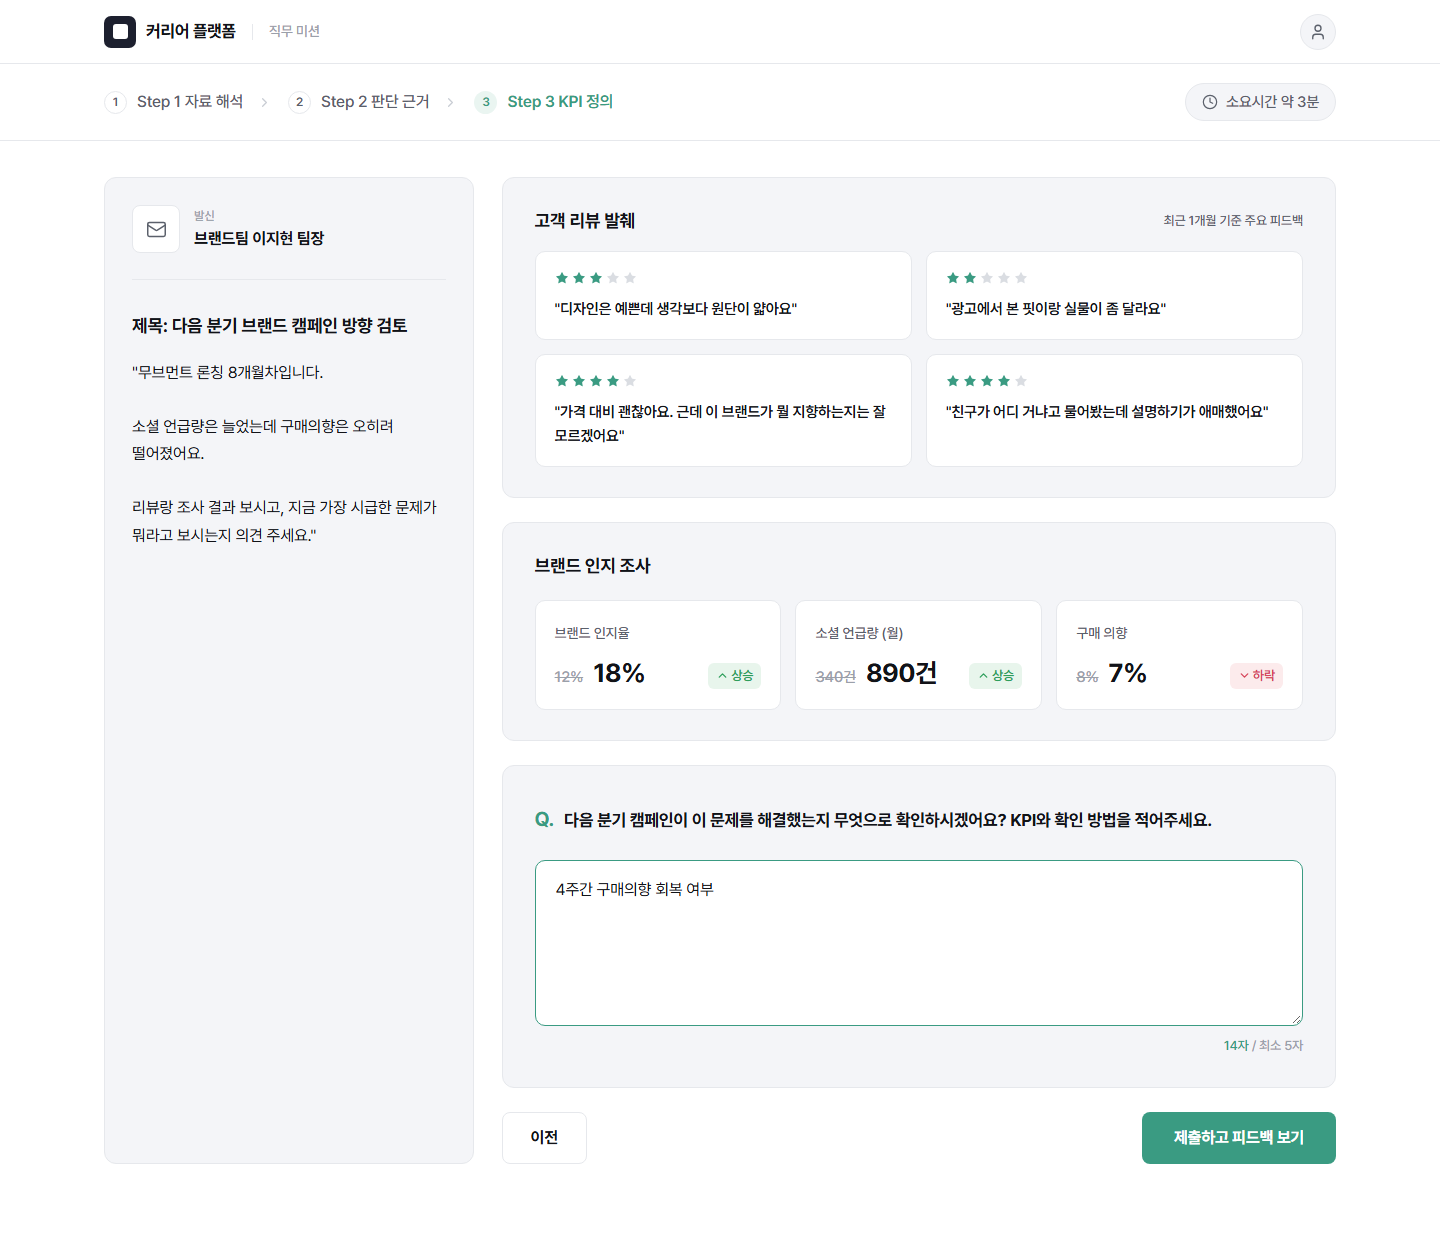 커리어 플랫폼
직무 미션
1 Step 1 자료 해석
2 Step 2 판단 근거
3 Step 3 KPI 정의
소요시간 약 3분
발신
브랜드팀 이지현 팀장
제목: 다음 분기 브랜드 캠페인 방향 검토
"무브먼트 론칭 8개월차입니다.
소셜 언급량은 늘었는데 구매의향은 오히려
떨어졌어요.
리뷰랑 조사 결과 보시고, 지금 가장 시급한 문제가
뭐라고 보시는지 의견 주세요."
고객 리뷰 발췌
최근 1개월 기준 주요 피드백
"디자인은 예쁜데 생각보다 원단이 얇아요"
"광고에서 본 핏이랑 실물이 좀 달라요"
"가격 대비 괜찮아요. 근데 이 브랜드가 뭘 지향하는지는 잘
모르겠어요"
"친구가 어디 거냐고 물어봤는데 설명하기가 애매했어요"
브랜드 인지 조사
브랜드 인지율
12% 18% 상승
소셜 언급량 (월)
340건 890건 상승
구매 의향
8% 7% 하락
Q. 다음 분기 캠페인이 이 문제를 해결했는지 무엇으로 확인하시겠어요? KPI와 확인 방법을 적어주세요.
4주간 구매의향 회복 여부
14자 / 최소 5자
이전
제출하고 피드백 보기